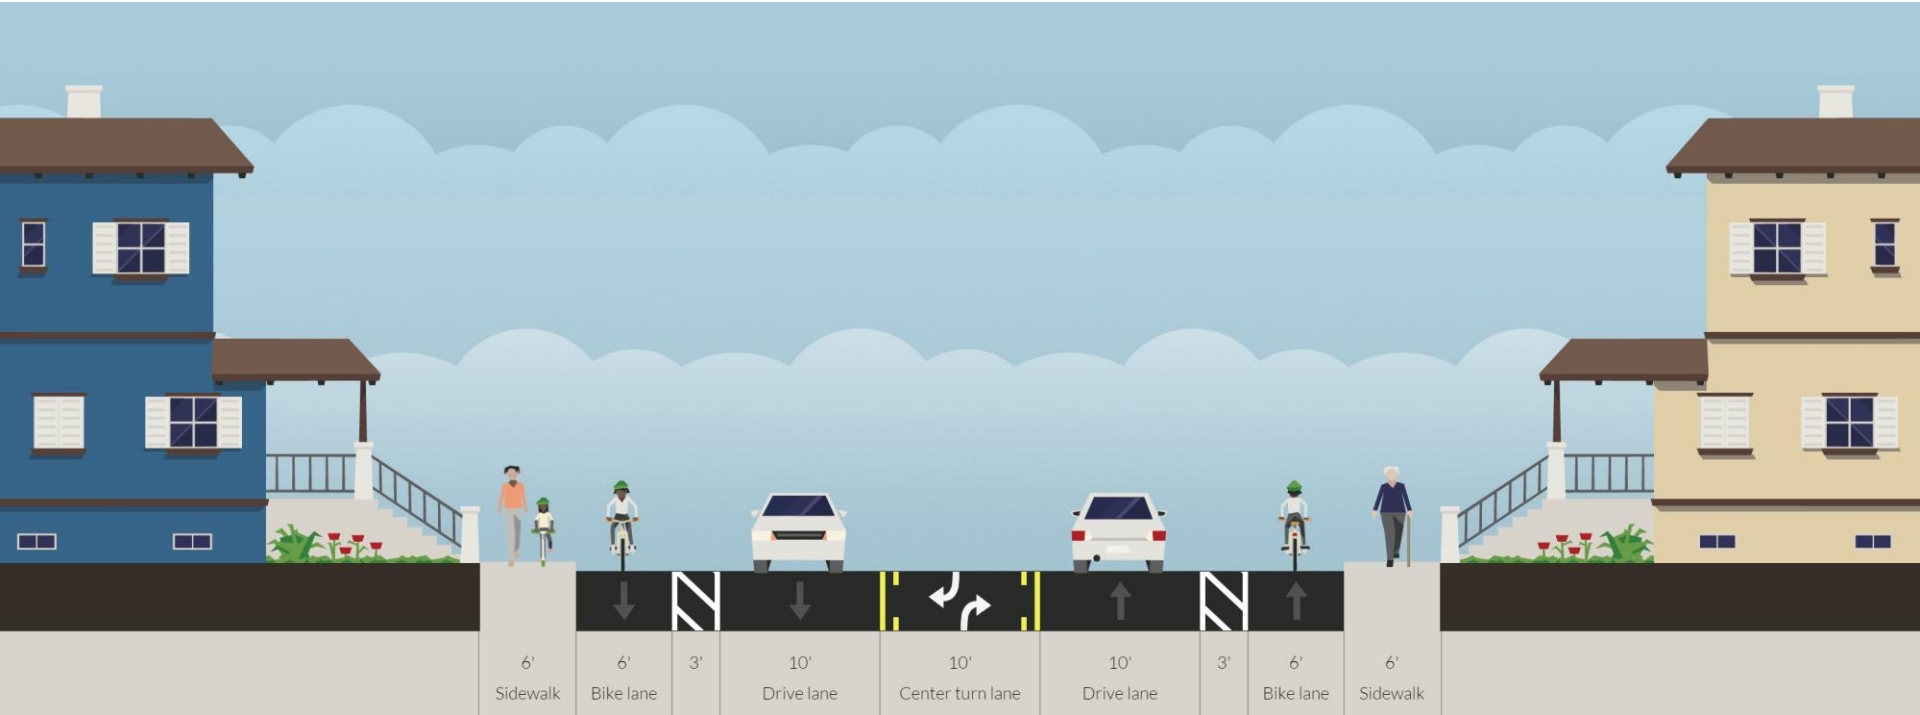 6' 6' 3' 10' 10' 10' 3' 6' 6'
Sidewalk Bike lane Drive lane Center turn lane Drive lane Bike lane Sidewalk